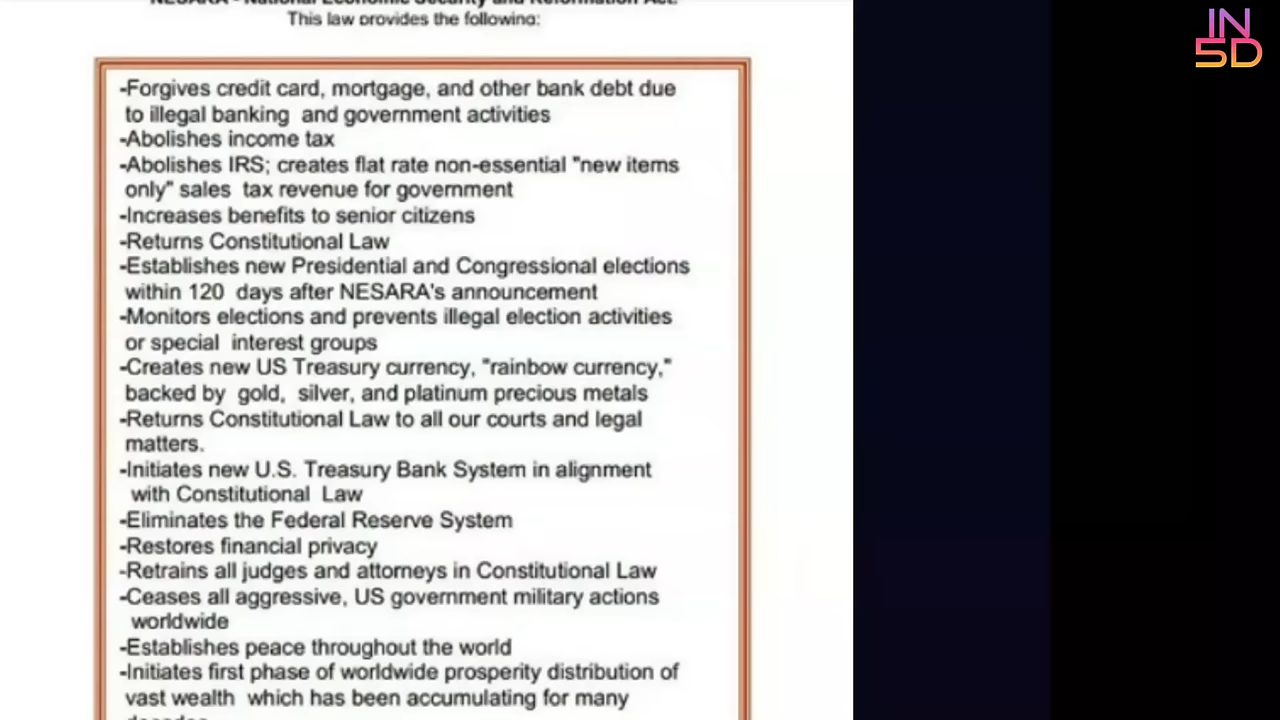 NESARA - National Economic Security and Reformation Act.
This law provides the following:
-Forgives credit card, mortgage, and other bank debt due
to illegal banking and government activities
-Abolishes income tax
-Abolishes IRS; creates flat rate non-essential "new items
only" sales tax revenue for government
-Increases benefits to senior citizens
-Returns Constitutional Law
-Establishes new Presidential and Congressional elections
within 120 days after NESARA's announcement
-Monitors elections and prevents illegal election activities
or special interest groups
-Creates new US Treasury currency, "rainbow currency,"
backed by gold, silver, and platinum precious metals
-Returns Constitutional Law to all our courts and legal
matters.
-Initiates new U.S. Treasury Bank System in alignment
with Constitutional Law
-Eliminates the Federal Reserve System
-Restores financial privacy
-Retrains all judges and attorneys in Constitutional Law
-Ceases all aggressive, US government military actions
worldwide
-Establishes peace throughout the world
-Initiates first phase of worldwide prosperity distribution of
vast wealth which has been accumulating for many
IN
5D